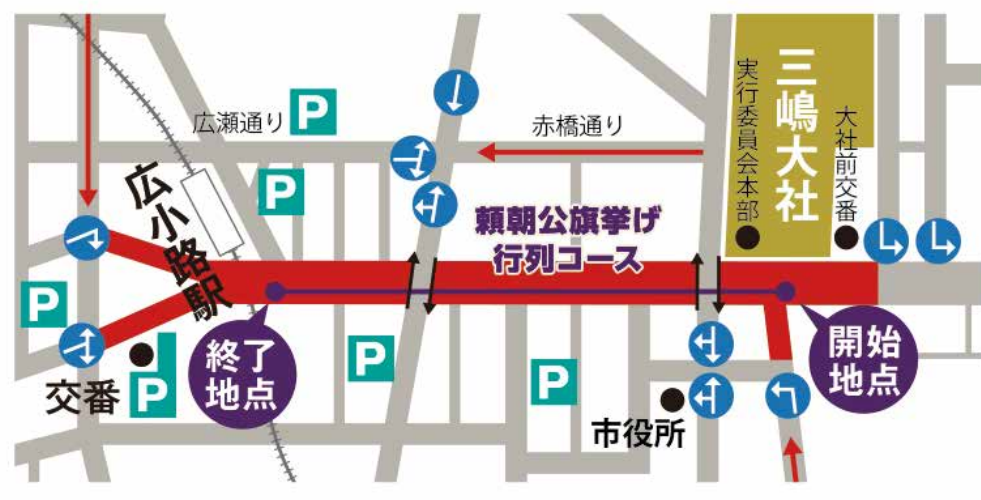 三嶋大社
実行委員会本部
大社前交番
P
広瀬通り
赤橋通り
P
広小路駅
頼朝公旗挙げ
行列コース
P
終了
地点
P
開始
地点
P
交番
P
市役所